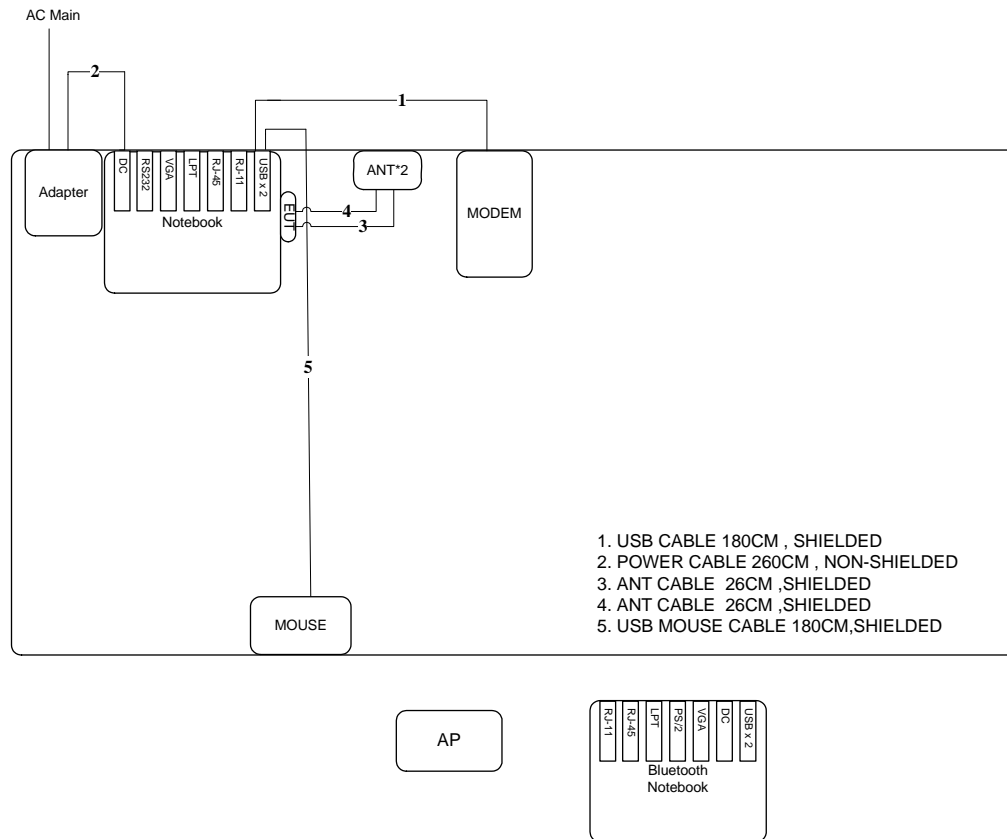 AC Main
2
1
Adapter
DC
RS232
VGA
LPT
RJ-45
RJ-11
USB x 2
Notebook
EUT
ANT*2
4
3
MODEM
5
1. USB CABLE 180CM , SHIELDED
2. POWER CABLE 260CM , NON-SHIELDED
3. ANT CABLE  26CM ,SHIELDED
4. ANT CABLE  26CM ,SHIELDED
5. USB MOUSE CABLE 180CM,SHIELDED
MOUSE
AP
RJ-11
RJ-45
LPT
PS/2
VGA
DC
USB x 2
Bluetooth
Notebook